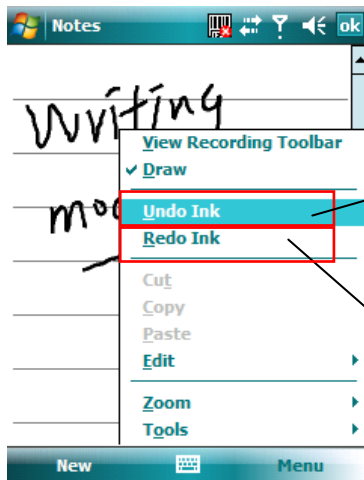 Notes ok
Writing
View Recording Toolbar
Draw
Undo Ink
Redo Ink
Cut
Copy
Paste
Edit
Zoom
Tools
New Menu